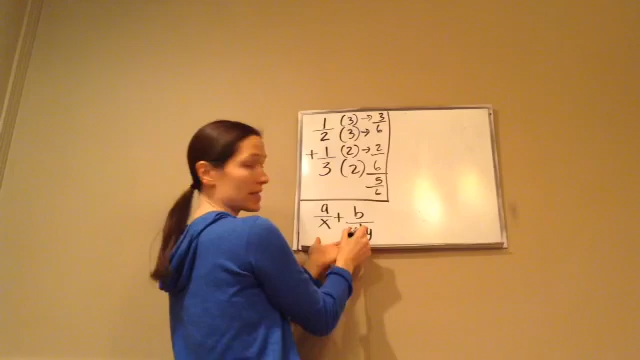 1/2 (3) → 3/6
(3) →
+ 1/3 (2) → 2/6
(2)
5/6
a/x + b/
y